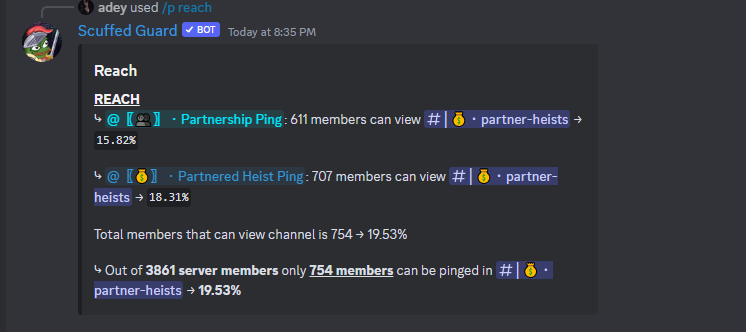 adey used /p reach
Scuffed Guard ✓ BOT Today at 8:35 PM
Reach
REACH
⤷ @〚👥〛・Partnership Ping: 611 members can view #|💰・partner-heists →
15.82%
⤷ @〚💰〛・Partnered Heist Ping: 707 members can view #|💰・partner-
heists → 18.31%
Total members that can view channel is 754 → 19.53%
⤷ Out of 3861 server members only 754 members can be pinged in #|💰・
partner-heists → 19.53%